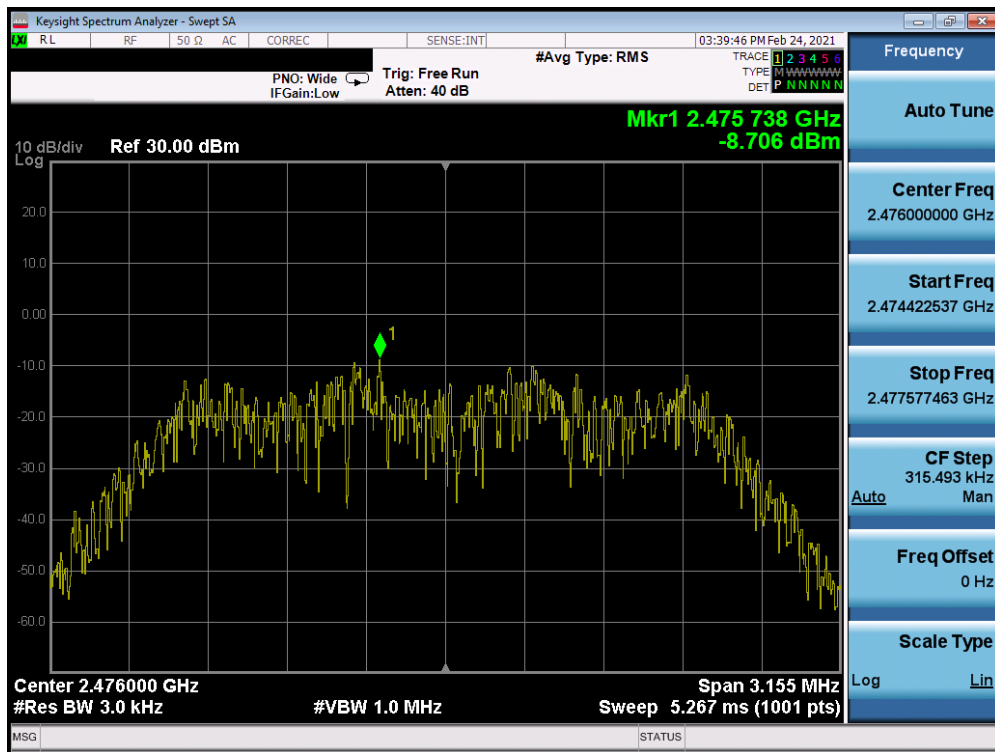 Keysight Spectrum Analyzer - Swept SA
LXI RL RF 50 Ω AC CORREC SENSE:INT 03:39:46 PM Feb 24, 2021
#Avg Type: RMS TRACE 1 2 3 4 5 6
PNO: Wide Trig: Free Run TYPE M WWWWW
IFGain:Low Atten: 40 dB DET P N N N N N
Mkr1 2.475 738 GHz
-8.706 dBm
10 dB/div Ref 30.00 dBm
Log
1
20.0
10.0
0.00
-10.0
-20.0
-30.0
-40.0
-50.0
-60.0
Center 2.476000 GHz Span 3.155 MHz
#Res BW 3.0 kHz #VBW 1.0 MHz Sweep 5.267 ms (1001 pts)
MSG STATUS
Frequency
Auto Tune
Center Freq
2.476000000 GHz
Start Freq
2.474422537 GHz
Stop Freq
2.477577463 GHz
CF Step
315.493 kHz
Auto Man
Freq Offset
0 Hz
Scale Type
Log Lin